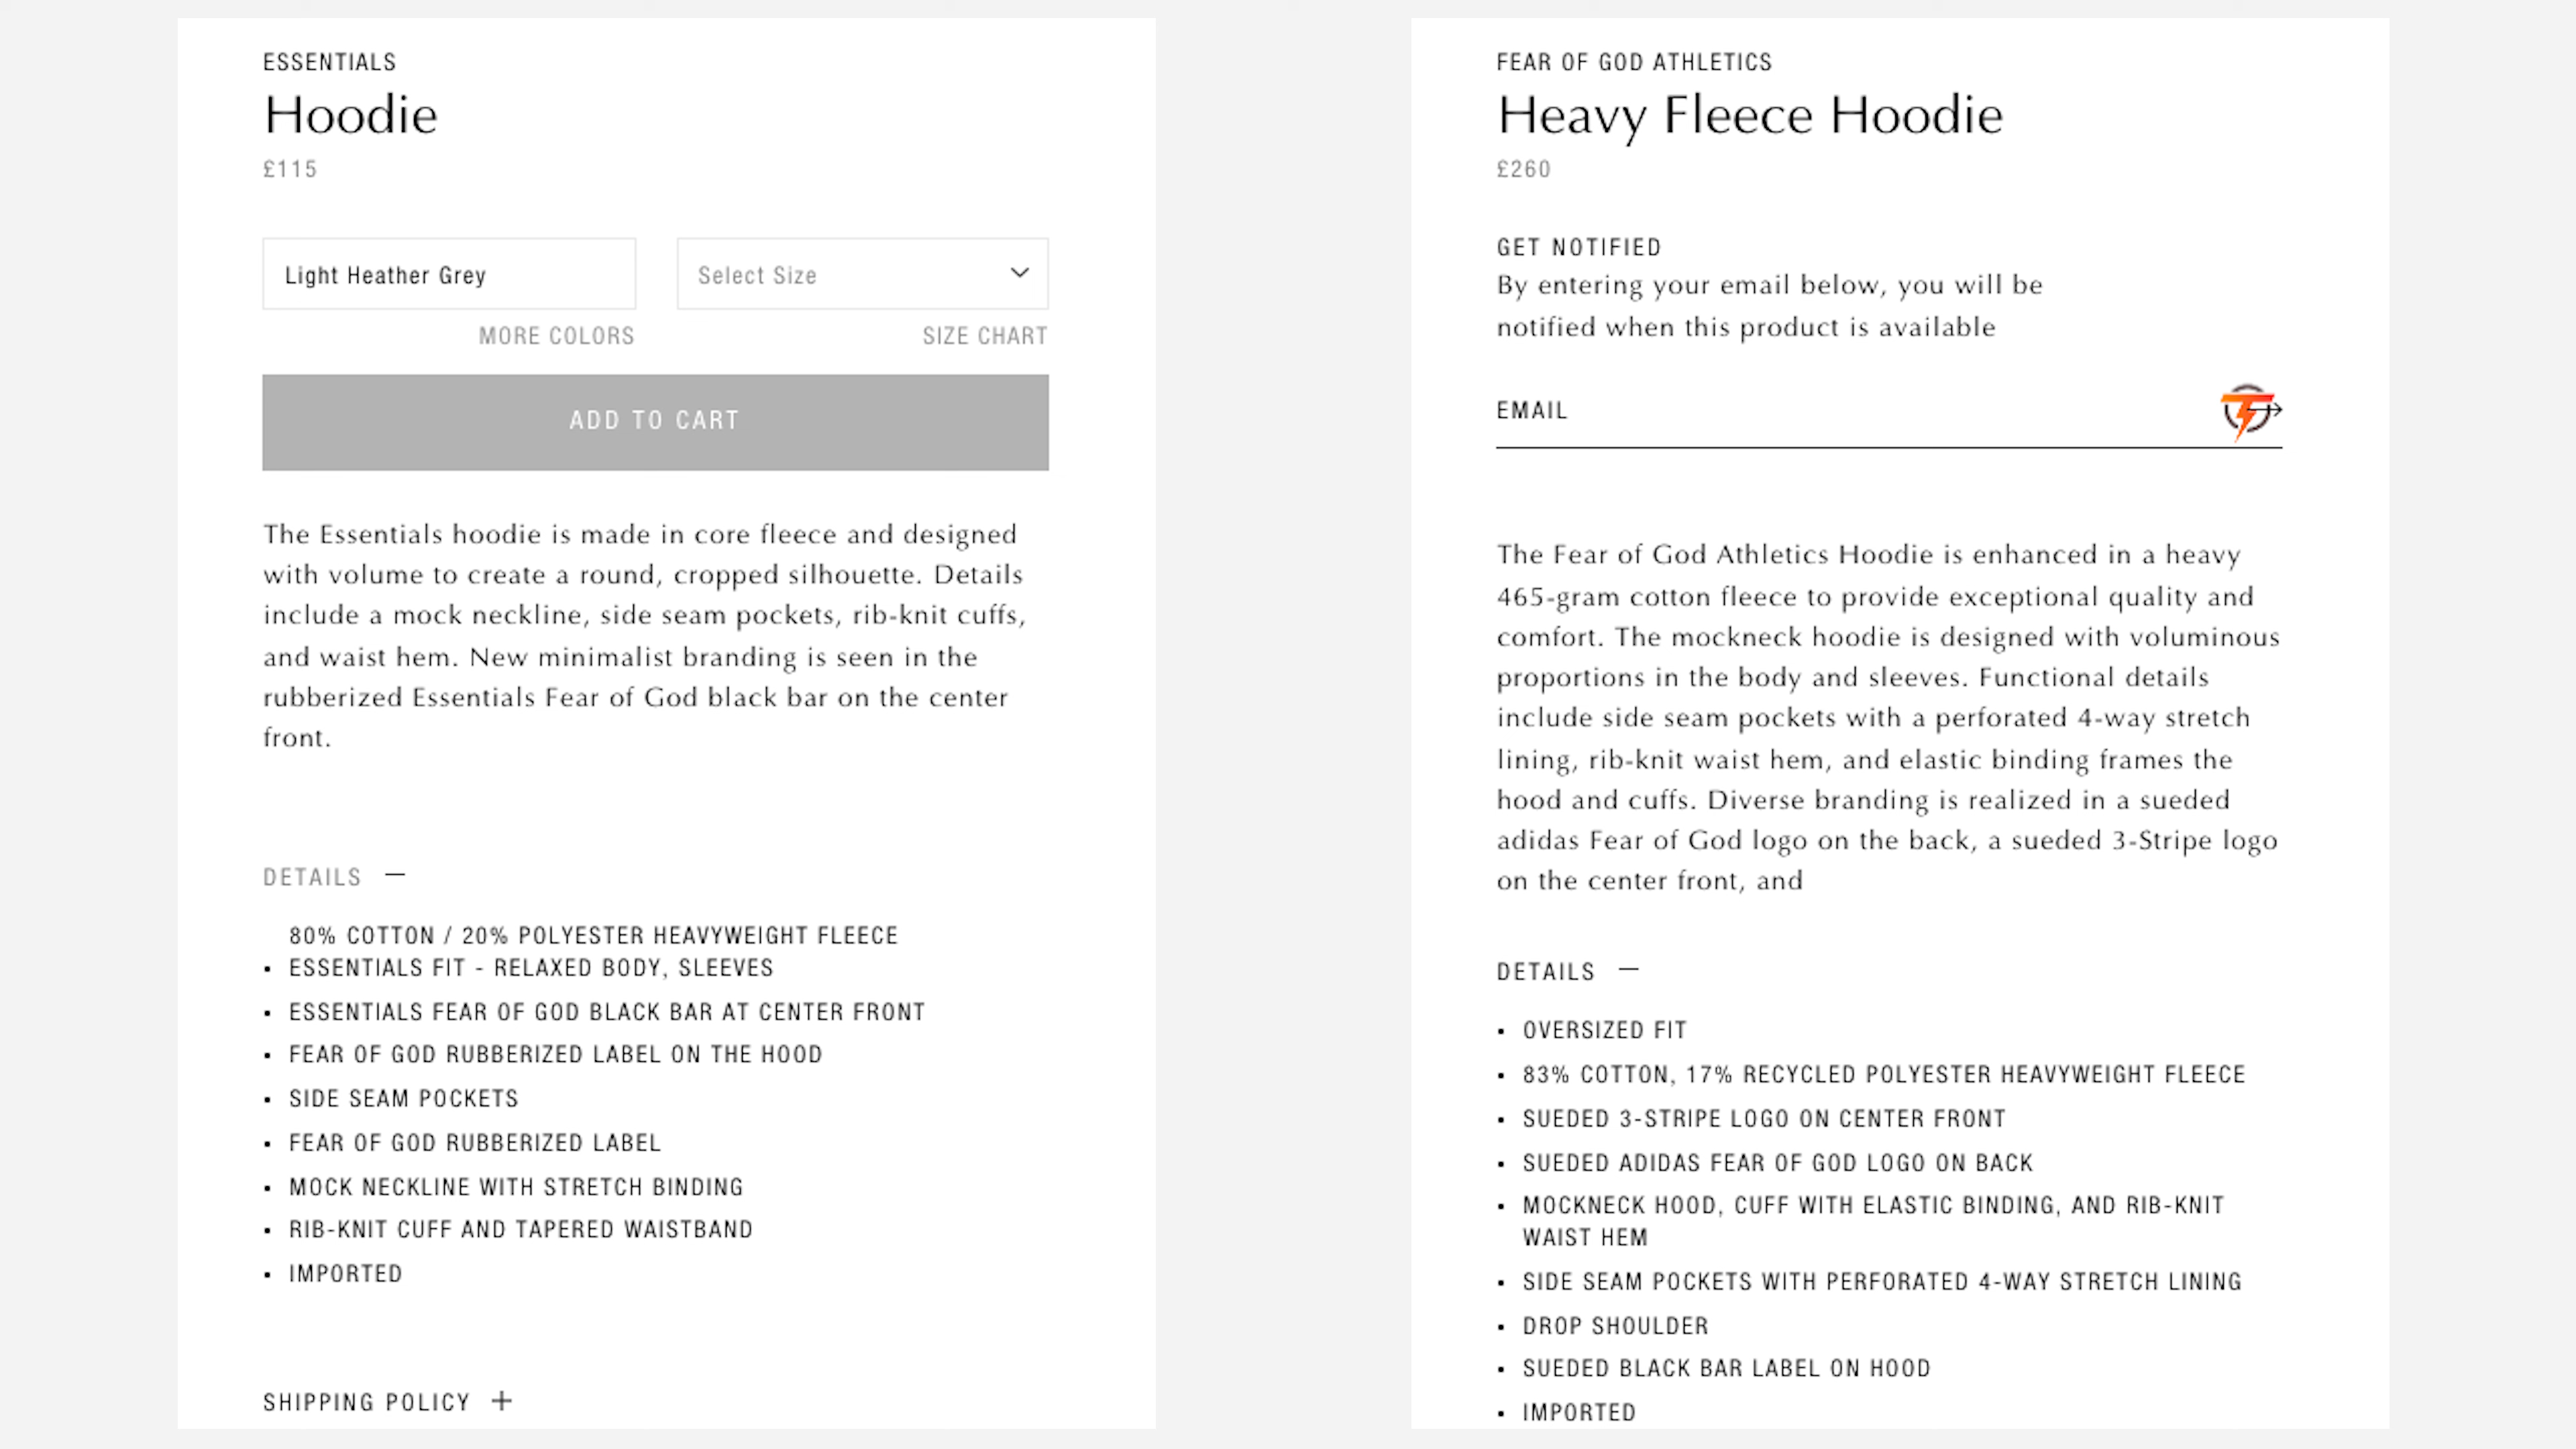 ESSENTIALS
Hoodie
£115
Light Heather Grey
Select Size
MORE COLORS
SIZE CHART
ADD TO CART
The Essentials hoodie is made in core fleece and designed
with volume to create a round, cropped silhouette. Details
include a mock neckline, side seam pockets, rib-knit cuffs,
and waist hem. New minimalist branding is seen in the
rubberized Essentials Fear of God black bar on the center
front.
DETAILS —
80% COTTON / 20% POLYESTER HEAVYWEIGHT FLEECE
• ESSENTIALS FIT - RELAXED BODY, SLEEVES
• ESSENTIALS FEAR OF GOD BLACK BAR AT CENTER FRONT
• FEAR OF GOD RUBBERIZED LABEL ON THE HOOD
• SIDE SEAM POCKETS
• FEAR OF GOD RUBBERIZED LABEL
• MOCK NECKLINE WITH STRETCH BINDING
• RIB-KNIT CUFF AND TAPERED WAISTBAND
• IMPORTED
SHIPPING POLICY +
FEAR OF GOD ATHLETICS
Heavy Fleece Hoodie
£260
GET NOTIFIED
By entering your email below, you will be
notified when this product is available
EMAIL
The Fear of God Athletics Hoodie is enhanced in a heavy
465-gram cotton fleece to provide exceptional quality and
comfort. The mockneck hoodie is designed with voluminous
proportions in the body and sleeves. Functional details
include side seam pockets with a perforated 4-way stretch
lining, rib-knit waist hem, and elastic binding frames the
hood and cuffs. Diverse branding is realized in a sueded
adidas Fear of God logo on the back, a sueded 3-Stripe logo
on the center front, and
DETAILS —
• OVERSIZED FIT
• 83% COTTON, 17% RECYCLED POLYESTER HEAVYWEIGHT FLEECE
• SUEDED 3-STRIPE LOGO ON CENTER FRONT
• SUEDED ADIDAS FEAR OF GOD LOGO ON BACK
• MOCKNECK HOOD, CUFF WITH ELASTIC BINDING, AND RIB-KNIT
WAIST HEM
• SIDE SEAM POCKETS WITH PERFORATED 4-WAY STRETCH LINING
• DROP SHOULDER
• SUEDED BLACK BAR LABEL ON HOOD
• IMPORTED